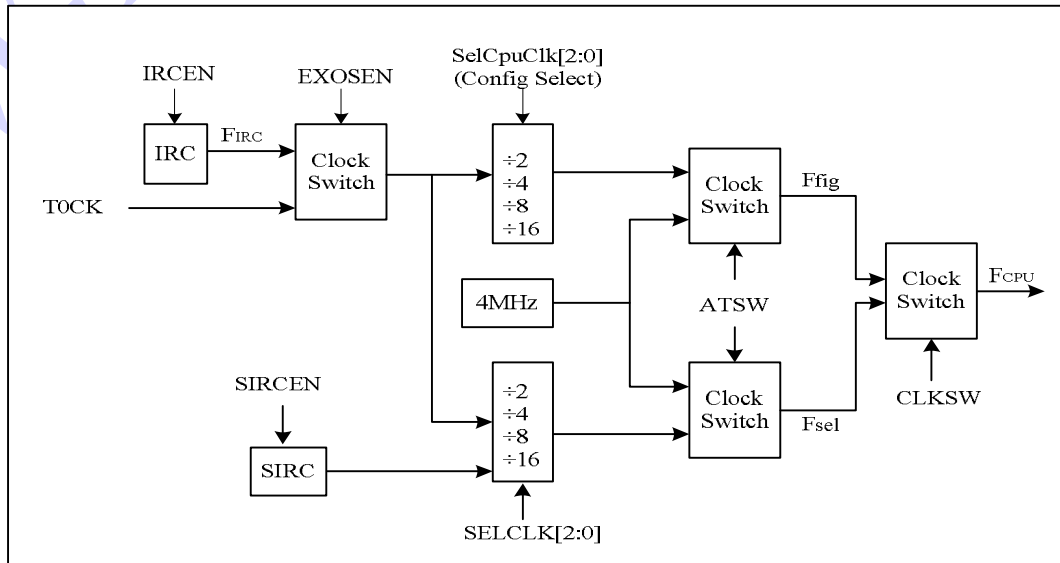 SelCpuClk[2:0]
(Config Select)
IRCEN
EXOSEN
IRC
FIRC
Clock
Switch
T0CK
÷2
÷4
÷8
÷16
Clock
Switch
Ffig
4MHz
ATSW
Clock
Switch
FCPU
SIRCEN
SIRC
÷2
÷4
÷8
÷16
Clock
Switch
Fsel
CLKSW
SELCLK[2:0]